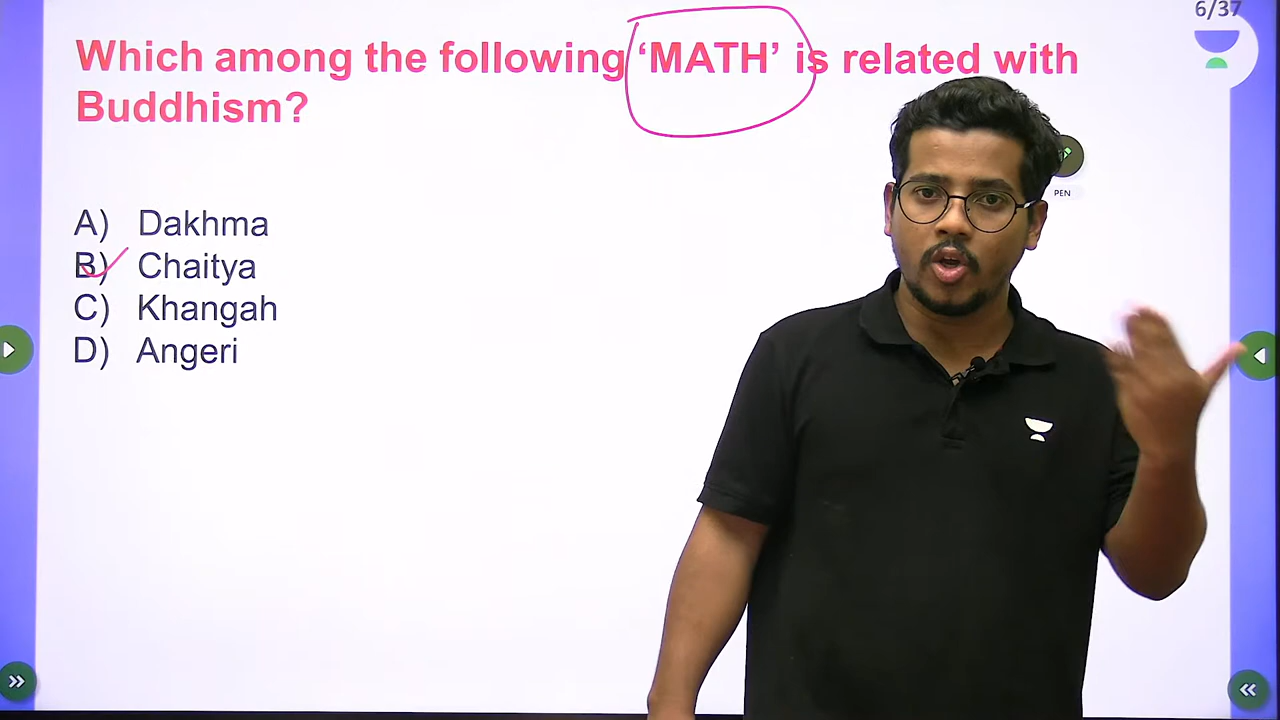 6/37
Which among the following ‘MATH’ is related with
Buddhism?
PEN
A) Dakhma
B) Chaitya
C) Khangah
D) Angeri